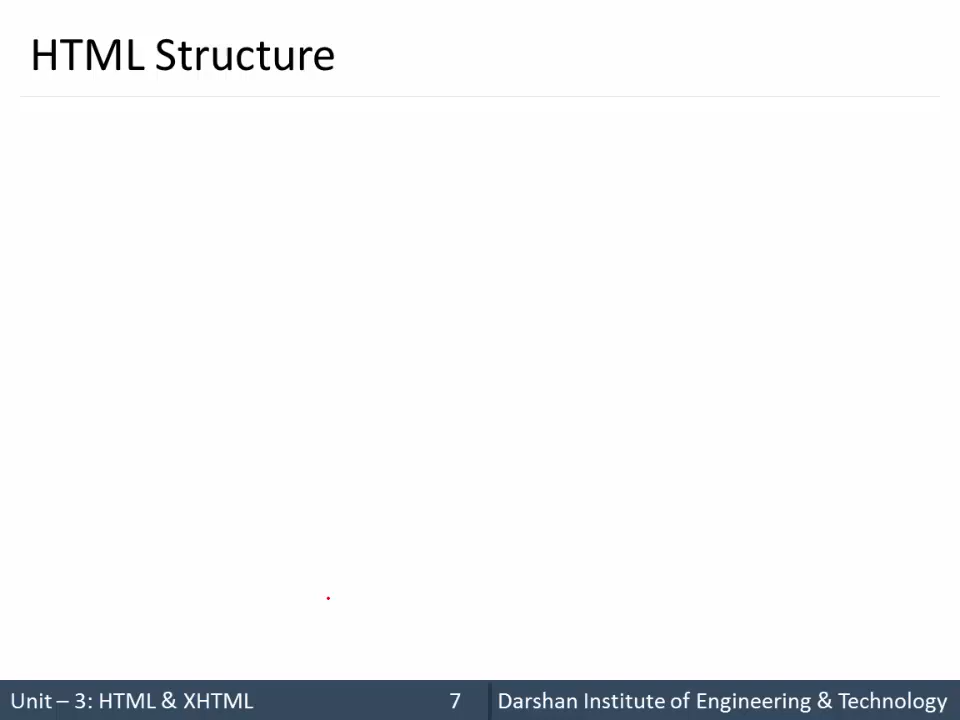 HTML Structure
Unit – 3: HTML & XHTML 7 Darshan Institute of Engineering & Technology